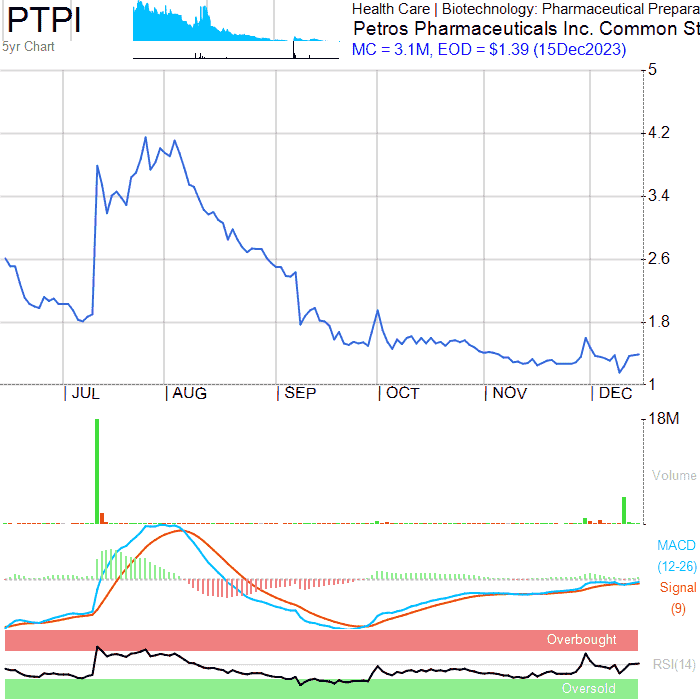 PTPI
5yr Chart
Health Care | Biotechnology: Pharmaceutical Prepara
Petros Pharmaceuticals Inc. Common St
MC = 3.1M, EOD = $1.39 (15Dec2023)
5
4.2
3.4
2.6
1.8
1
| JUL | AUG | SEP | OCT | NOV | DEC
18M
Volume
MACD
(12-26)
Signal
(9)
Overbought
RSI(14)
Oversold